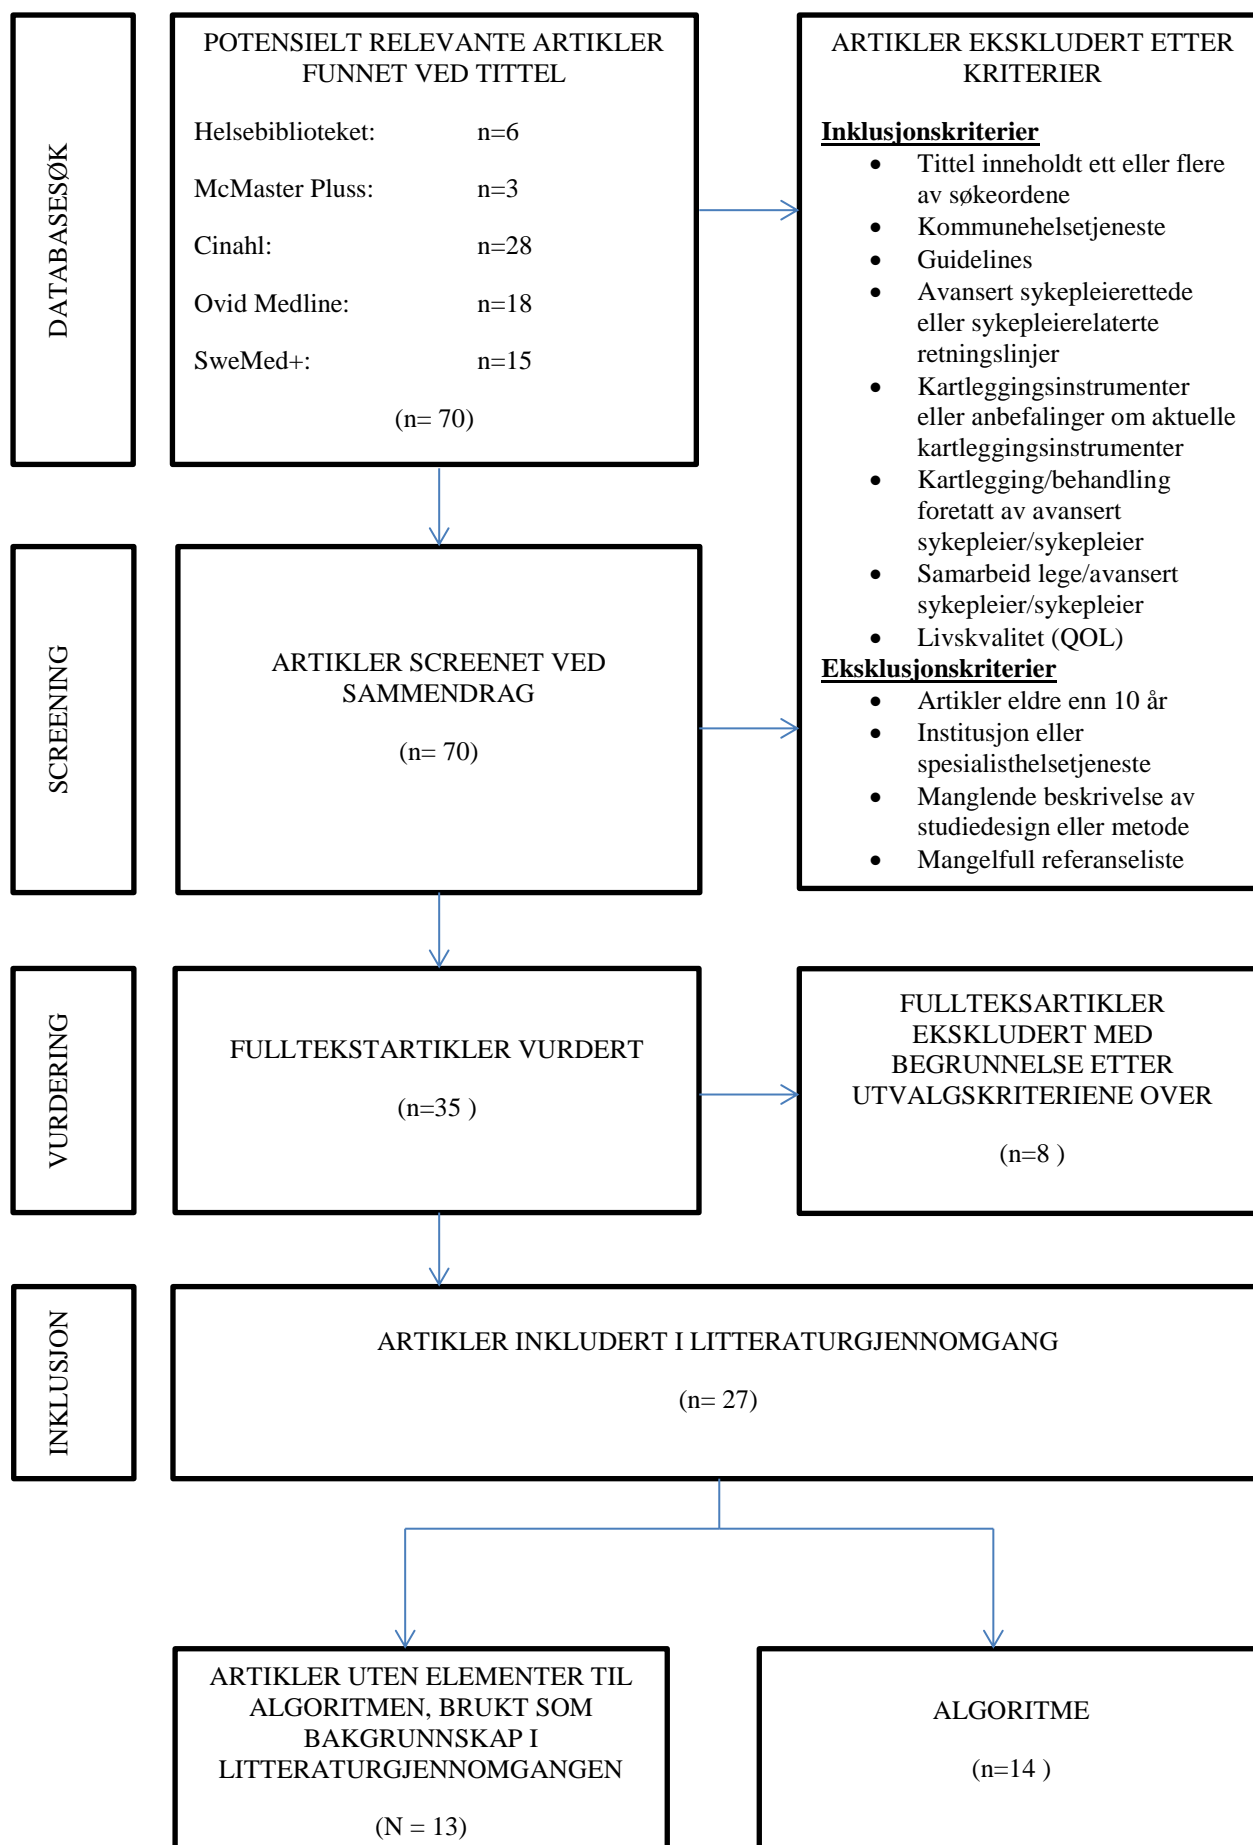 DATABASESØK
POTENSIELT RELEVANTE ARTIKLER
FUNNET VED TITTEL
Helsebiblioteket: n=6
McMaster Pluss: n=3
Cinahl: n=28
Ovid Medline: n=18
SweMed+: n=15
(n= 70)
ARTIKLER EKSKLUDERT ETTER
KRITERIER
Inklusjonskriterier
• Tittel inneholdt ett eller flere
av søkeordene
• Kommunehelsetjeneste
• Guidelines
• Avansert sykepleierettede
eller sykepleierelaterte
retningslinjer
• Kartleggingsinstrumenter
eller anbefalinger om aktuelle
kartleggingsinstrumenter
• Kartlegging/behandling
foretatt av avansert
sykepleier/sykepleier
• Samarbeid lege/avansert
sykepleier/sykepleier
• Livskvalitet (QOL)
Eksklusjonskriterier
• Artikler eldre enn 10 år
• Institusjon eller
spesialisthelsetjeneste
• Manglende beskrivelse av
studiedesign eller metode
• Mangelfull referanseliste
SCREENING
ARTIKLER SCREENET VED
SAMMENDRAG
(n= 70)
VURDERING
FULLTEKSTARTIKLER VURDERT
(n=35 )
FULLTEKSARTIKLER
EKSKLUDERT MED
BEGRUNNELSE ETTER
UTVALGSKRITERIENE OVER
(n=8 )
INKLUSJON
ARTIKLER INKLUDERT I LITTERATURGJENNOMGANG
(n= 27)
ARTIKLER UTEN ELEMENTER TIL
ALGORITMEN, BRUKT SOM
BAKGRUNNSKAP I
LITTERATURGJENNOMGANGEN
(N = 13)
ALGORITME
(n=14 )